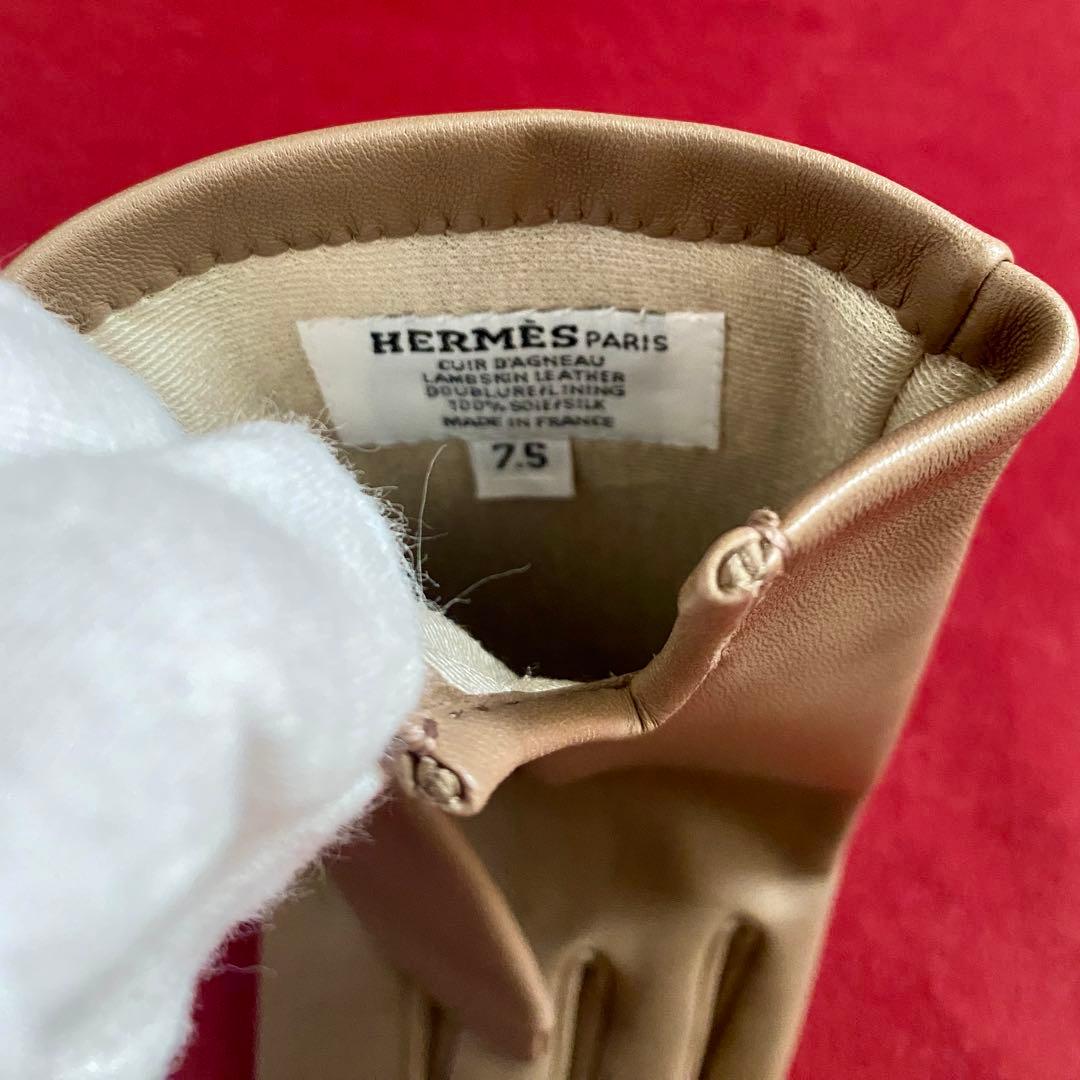 HERMÈS PARIS
CUIR D'AGNEAU
LAMBSKIN LEATHER
DOUBLURE/LINING
100% SOIE/SILK
MADE IN FRANCE
7.5